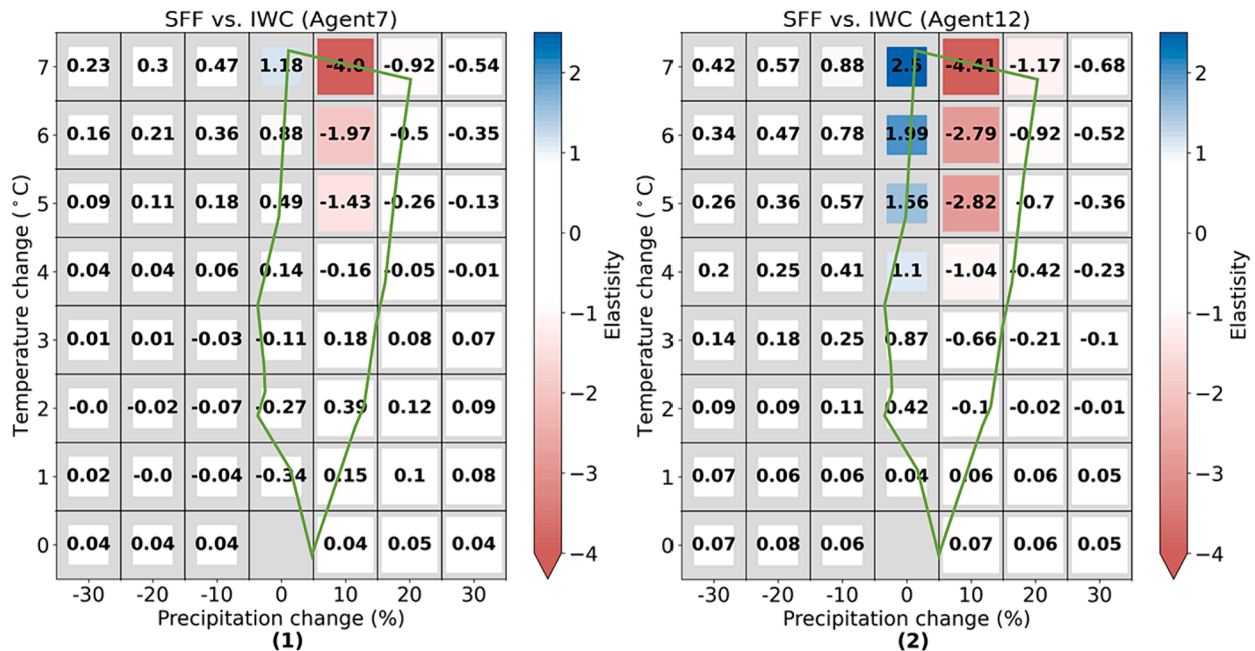 SFF vs. IWC (Agent7)
7 0.23 0.3 0.47 1.18 -4.0 -0.92 -0.54
6 0.16 0.21 0.36 0.88 -1.97 -0.5 -0.35
5 0.09 0.11 0.18 0.49 -1.43 -0.26 -0.13
4 0.04 0.04 0.06 0.14 -0.16 -0.05 -0.01
3 0.01 0.01 -0.03 -0.11 0.18 0.08 0.07
2 -0.0 -0.02 -0.07 -0.27 0.39 0.12 0.09
1 0.02 -0.0 -0.04 -0.34 0.15 0.1 0.08
0 0.04 0.04 0.04 0.04 0.05 0.04
-30 -20 -10 0 10 20 30
Temperature change (°C)
Precipitation change (%)
(1)
2
1
0
−1
−2
−3
−4
Elastisity
SFF vs. IWC (Agent12)
7 0.42 0.57 0.88 2.5 -4.41 -1.17 -0.68
6 0.34 0.47 0.78 1.99 -2.79 -0.92 -0.52
5 0.26 0.36 0.57 1.56 -2.82 -0.7 -0.36
4 0.2 0.25 0.41 1.1 -1.04 -0.42 -0.23
3 0.14 0.18 0.25 0.87 -0.66 -0.21 -0.1
2 0.09 0.09 0.11 0.42 -0.1 -0.02 -0.01
1 0.07 0.06 0.06 0.04 0.06 0.06 0.05
0 0.07 0.08 0.06 0.07 0.06 0.05
-30 -20 -10 0 10 20 30
Temperature change (°C)
Precipitation change (%)
(2)
2
1
0
−1
−2
−3
−4
Elastisity